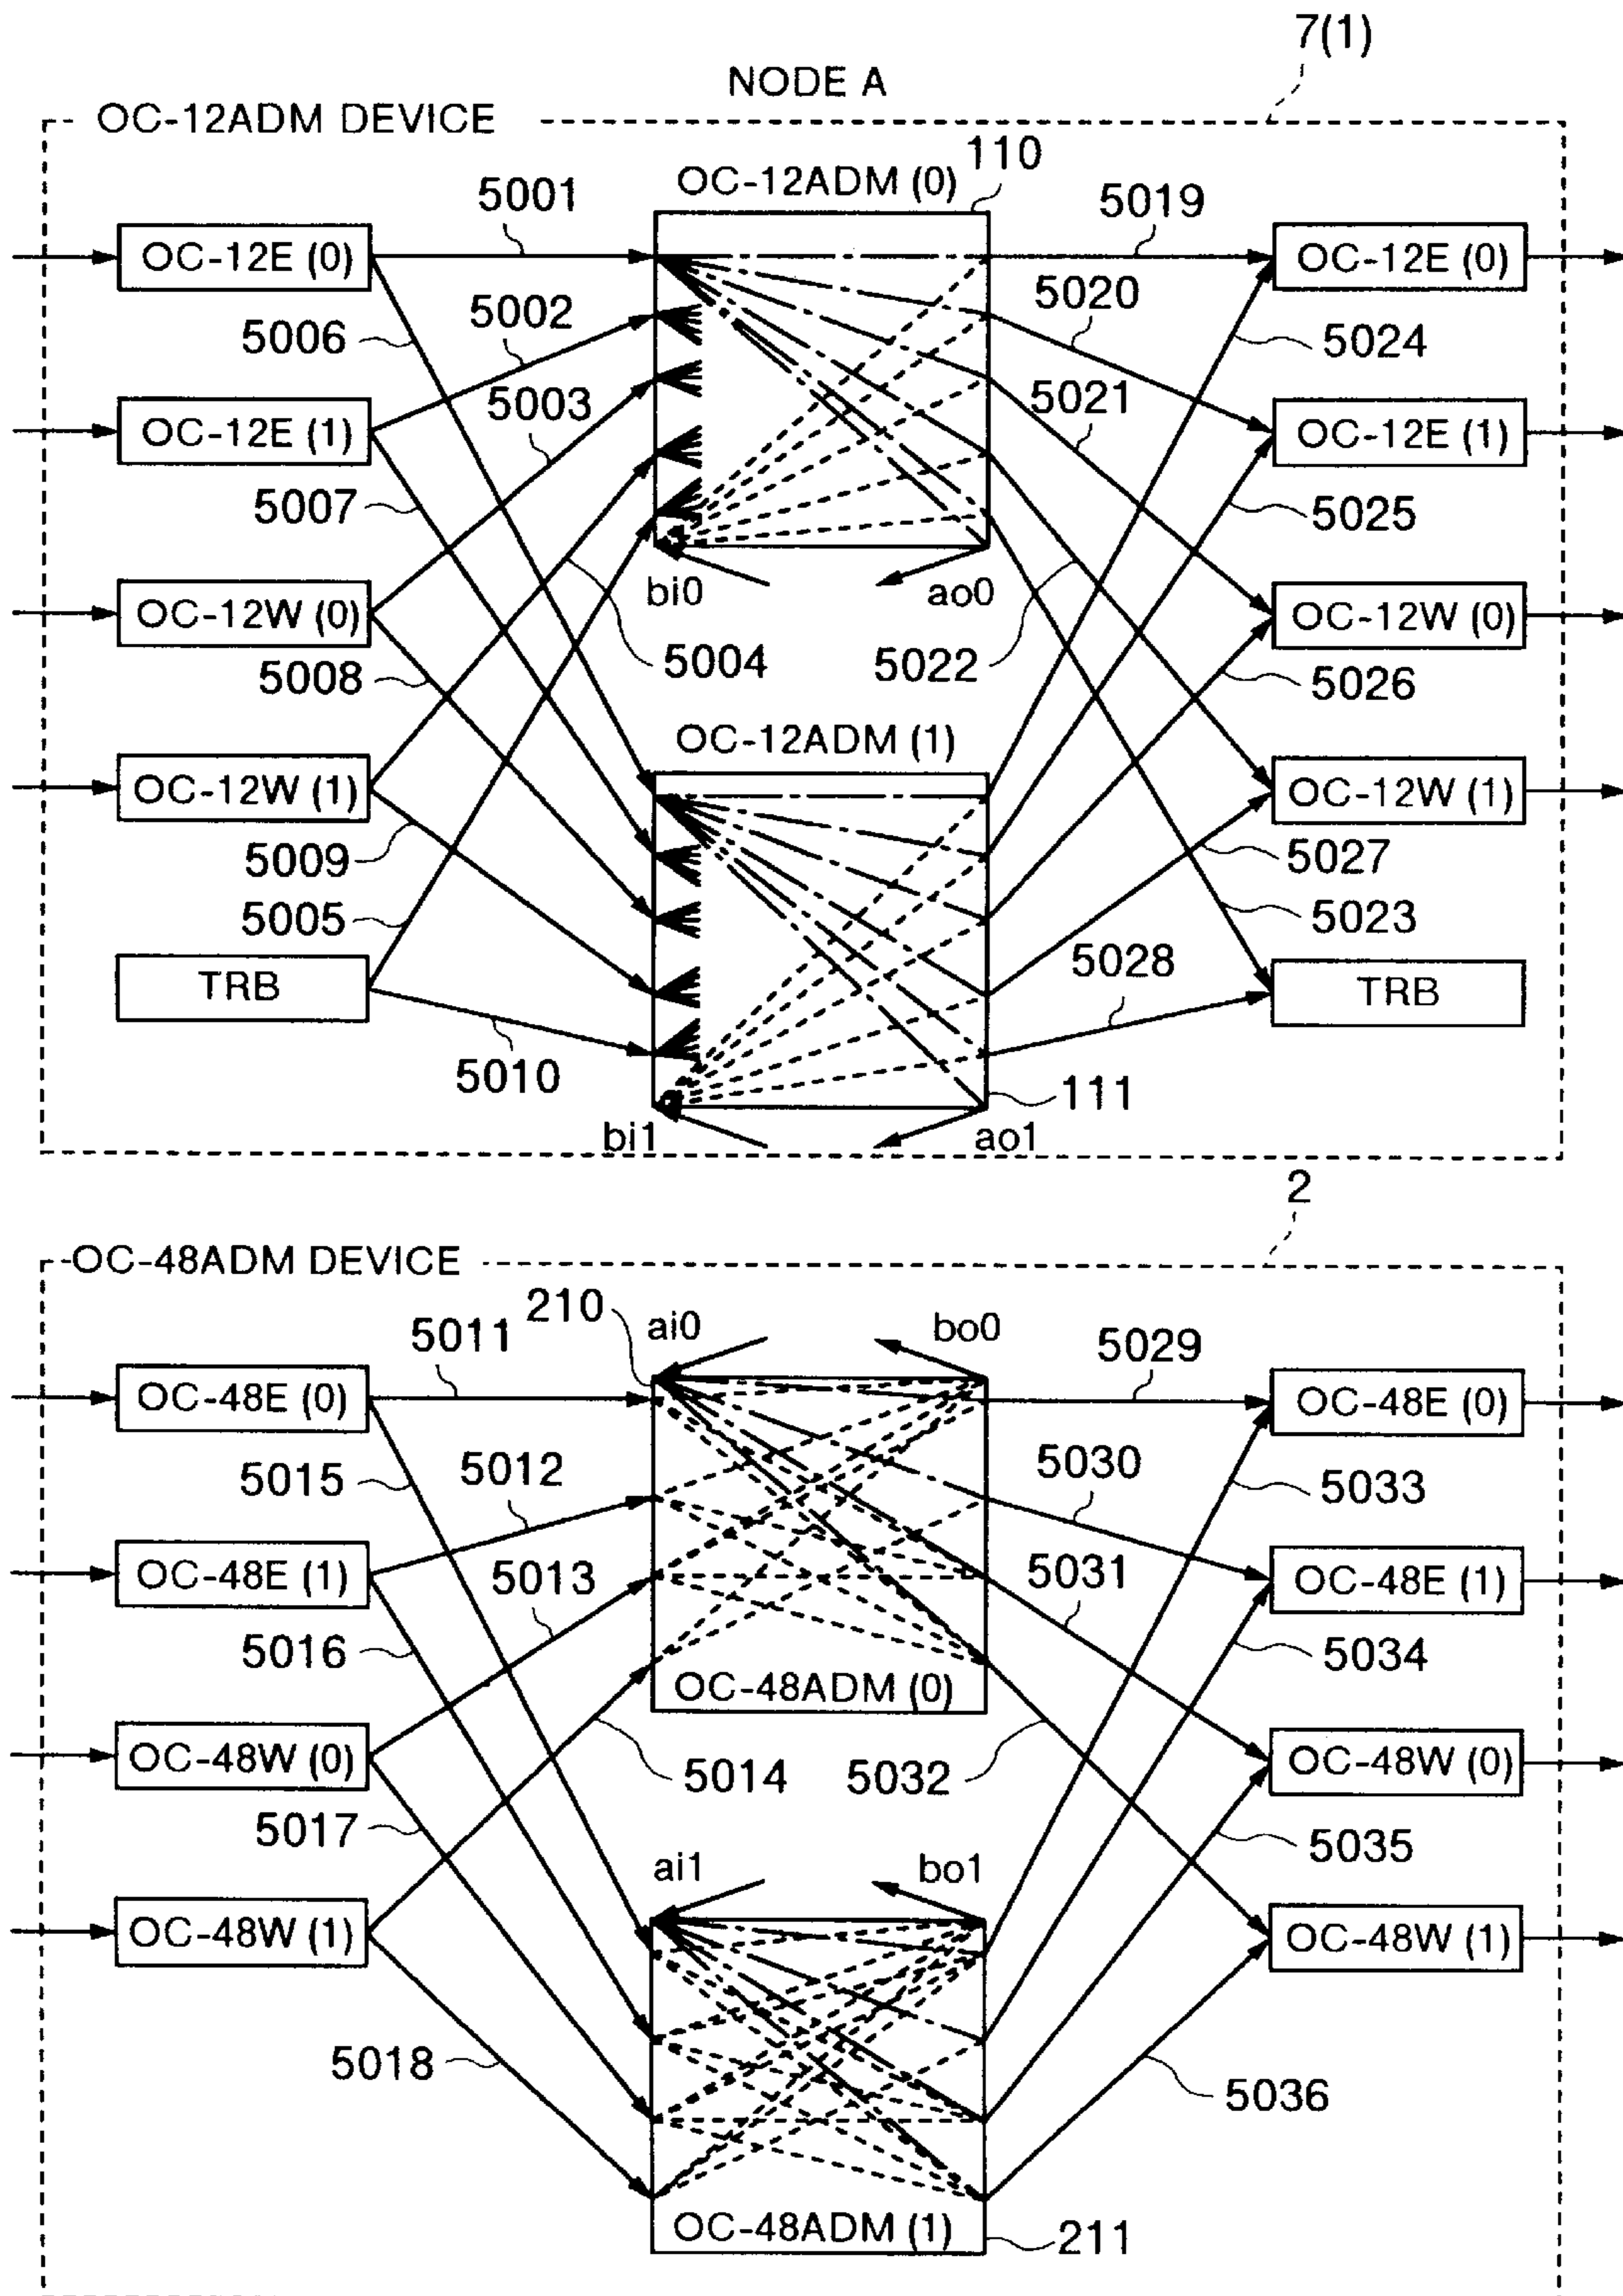 7(1)
NODE A
OC-12ADM DEVICE
110
OC-12ADM (0)
5001
5019
OC-12E (0)
OC-12E (0)
5002
5020
5006
5024
5003
5021
OC-12E (1)
OC-12E (1)
5007
5025
bi0
ao0
OC-12W (0)
OC-12W (0)
5004
5022
5008
5026
OC-12ADM (1)
OC-12W (1)
OC-12W (1)
5009
5027
5005
5023
5028
TRB
TRB
5010
111
bi1
ao1
2
OC-48ADM DEVICE
210
ai0
bo0
5011
5029
OC-48E (0)
OC-48E (0)
5012
5030
5015
5033
OC-48E (1)
5013
5031
OC-48E (1)
5016
5034
OC-48ADM (0)
OC-48W (0)
OC-48W (0)
5014
5032
5017
5035
ai1
bo1
OC-48W (1)
OC-48W (1)
5018
5036
OC-48ADM (1)
211